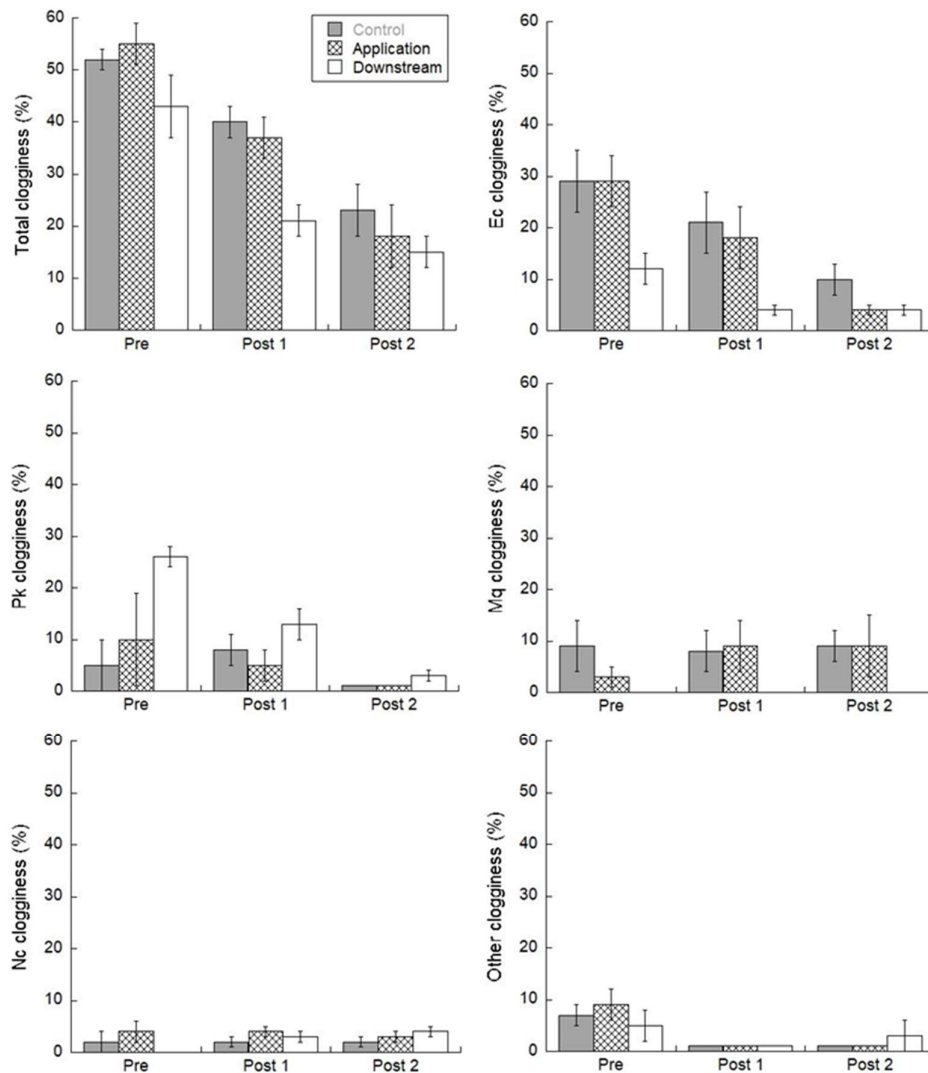 Total clogginess (%)
60
50
40
30
20
10
0
Control
Application
Downstream
Pre Post 1 Post 2
Ec clogginess (%)
60
50
40
30
20
10
0
Pre Post 1 Post 2
Pk clogginess (%)
60
50
40
30
20
10
0
Pre Post 1 Post 2
Mq clogginess (%)
60
50
40
30
20
10
0
Pre Post 1 Post 2
Nc clogginess (%)
60
50
40
30
20
10
0
Pre Post 1 Post 2
Other clogginess (%)
60
50
40
30
20
10
0
Pre Post 1 Post 2